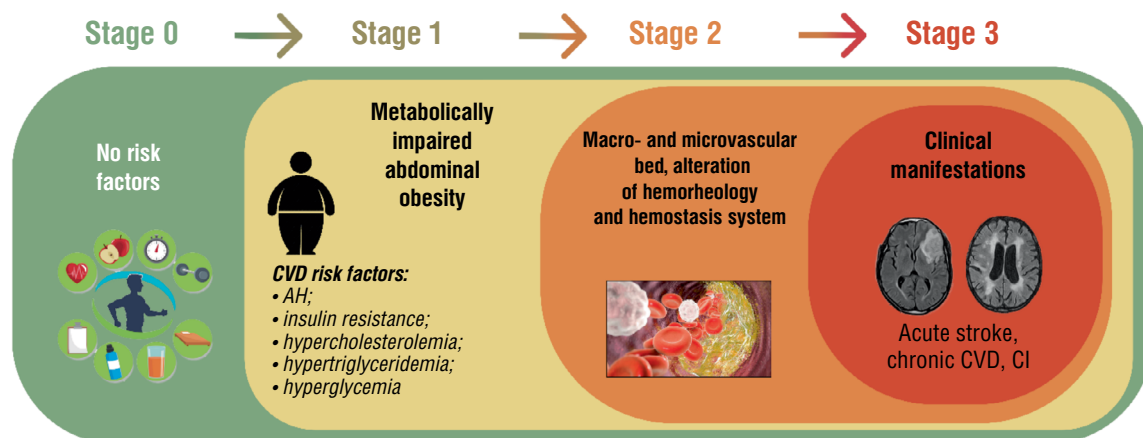 Stage 0
Stage 1
Stage 2
Stage 3
No risk
factors
Metabolically
impaired
abdominal
obesity
CVD risk factors:
• AH;
• insulin resistance;
• hypercholesterolemia;
• hypertriglyceridemia;
• hyperglycemia
Macro- and microvascular
bed, alteration
of hemorheology
and hemostasis system
Clinical
manifestations
Acute stroke,
chronic CVD, CI